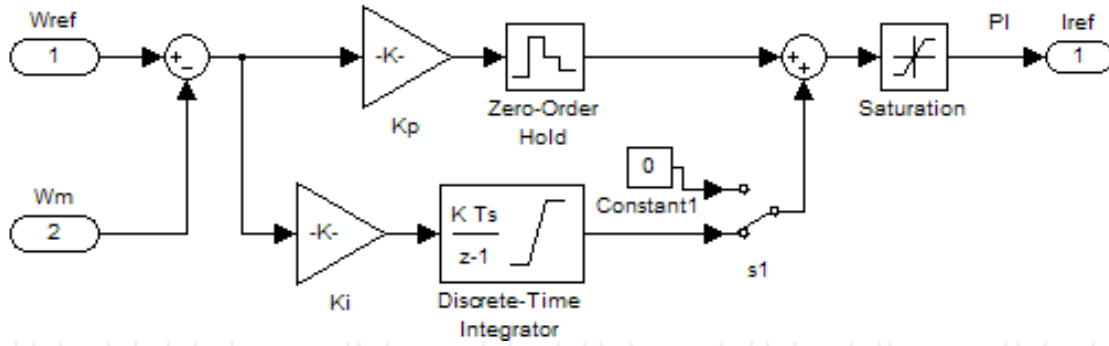 Wref
1
+
−
-K-
Kp
Zero-Order
Hold
+
+
Saturation
PI
Iref
1
Wm
2
-K-
Ki
K Ts
z-1
Discrete-Time
Integrator
0
Constant1
s1